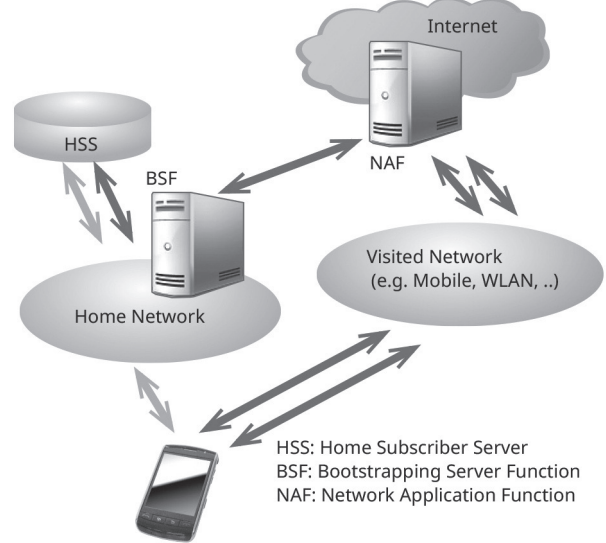 Internet
HSS
BSF
NAF
Visited Network
(e.g. Mobile, WLAN, ..)
Home Network
HSS: Home Subscriber Server
BSF: Bootstrapping Server Function
NAF: Network Application Function